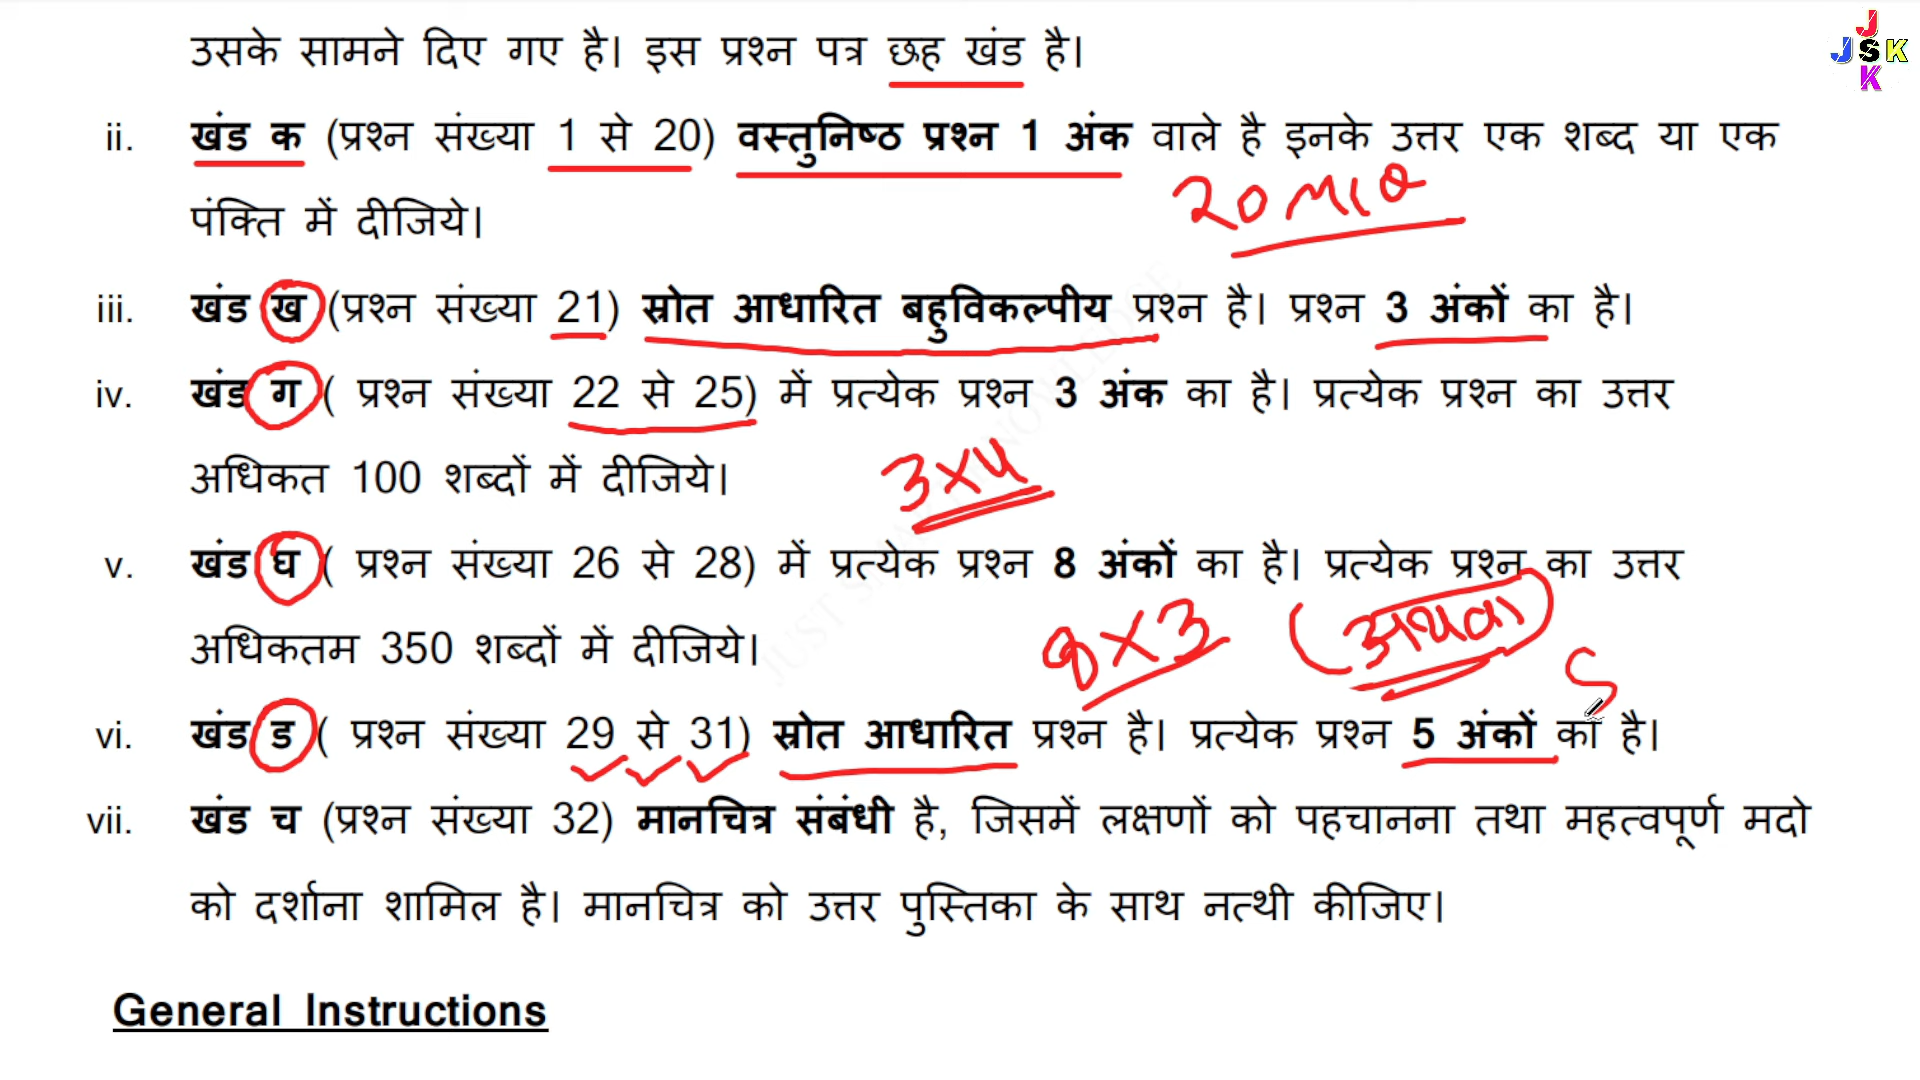 उसके सामने दिए गए है। इस प्रश्न पत्र छह खंड है।
ii. खंड क (प्रश्न संख्या 1 से 20) वस्तुनिष्ठ प्रश्न 1 अंक वाले है इनके उत्तर एक शब्द या एक
पंक्ति में दीजिये।
20 MCQ
iii. खंड ख (प्रश्न संख्या 21) स्रोत आधारित बहुविकल्पीय प्रश्न है। प्रश्न 3 अंकों का है।
iv. खंड ग ( प्रश्न संख्या 22 से 25) में प्रत्येक प्रश्न 3 अंक का है। प्रत्येक प्रश्न का उत्तर
अधिकत 100 शब्दों में दीजिये।
3×4
v. खंड घ ( प्रश्न संख्या 26 से 28) में प्रत्येक प्रश्न 8 अंकों का है। प्रत्येक प्रश्न का उत्तर
अधिकतम 350 शब्दों में दीजिये।
8×3 (अथवा)
5
vi. खंड ड ( प्रश्न संख्या 29 से 31) स्रोत आधारित प्रश्न है। प्रत्येक प्रश्न 5 अंकों का है।
vii. खंड च (प्रश्न संख्या 32) मानचित्र संबंधी है, जिसमें लक्षणों को पहचानना तथा महत्वपूर्ण मदो
को दर्शाना शामिल है। मानचित्र को उत्तर पुस्तिका के साथ नत्थी कीजिए।
General Instructions
J
JSK
K